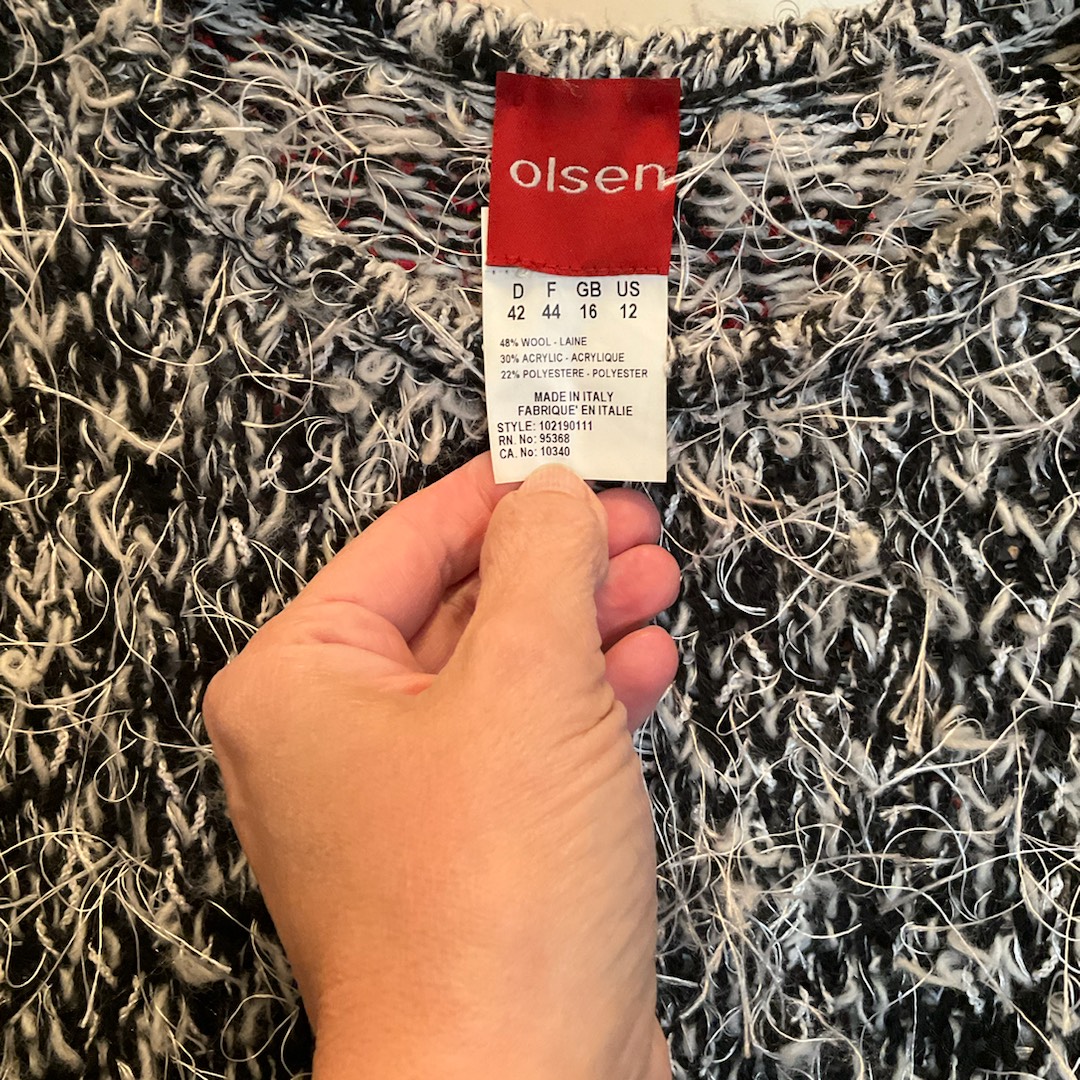 olsen
D F GB US
42 44 16 12
48% WOOL - LAINE
30% ACRYLIC - ACRYLIQUE
22% POLYESTERE - POLYESTER
MADE IN ITALY
FABRIQUE' EN ITALIE
STYLE: 102190111
RN. No: 95368
CA. No: 10340